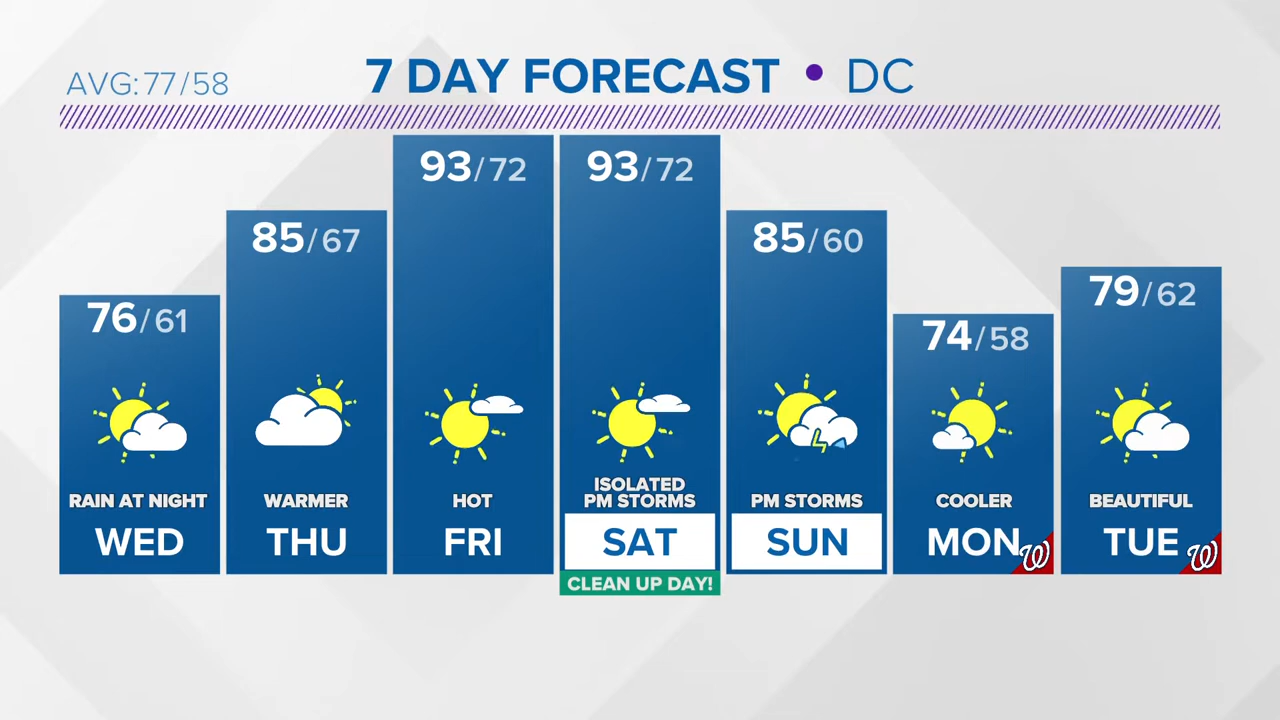 AVG:77/58
7 DAY FORECAST • DC
76/61
RAIN AT NIGHT
WED
85/67
WARMER
THU
93/72
HOT
FRI
93/72
ISOLATED
PM STORMS
SAT
CLEAN UP DAY!
85/60
PM STORMS
SUN
74/58
COOLER
MON
W
79/62
BEAUTIFUL
TUE
W